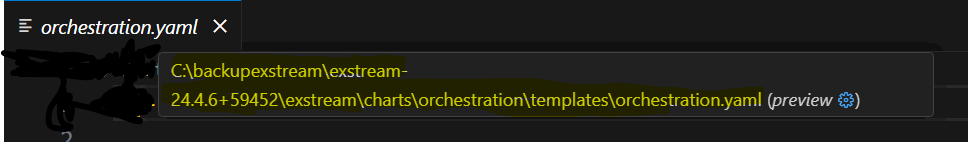 orchestration.yaml
C:\backupexstream\exstream-
24.4.6+59452\exstream\charts\orchestration\templates\orchestration.yaml (preview)